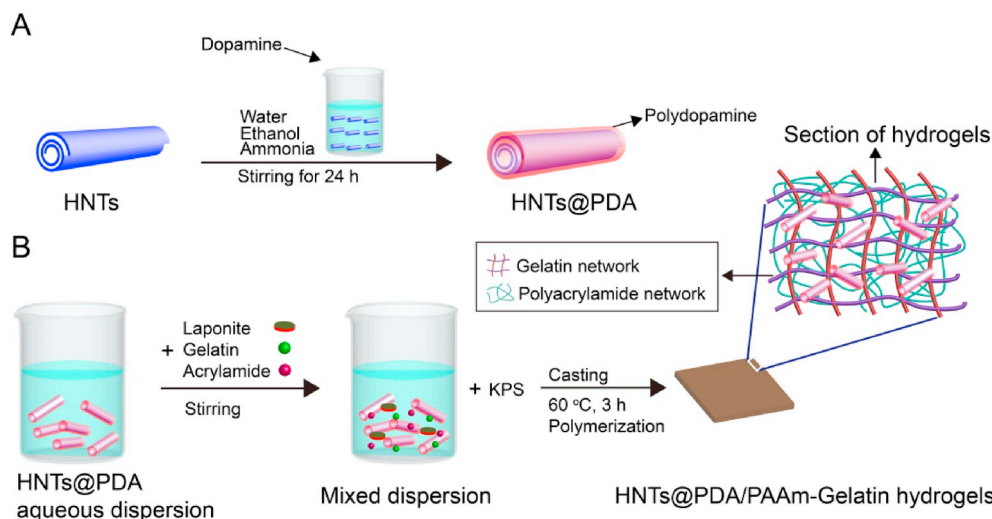 A
Dopamine
Water
Ethanol
Ammonia
Stirring for 24 h
HNTs
Polydopamine
HNTs@PDA
Section of hydrogels
B
Gelatin network
Polyacrylamide network
Laponite
+ Gelatin
Acrylamide
Stirring
+ KPS
Casting
60 °C, 3 h
Polymerization
HNTs@PDA
aqueous dispersion
Mixed dispersion
HNTs@PDA/PAAm-Gelatin hydrogels